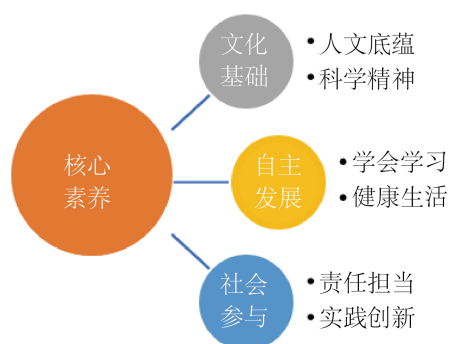 文化
基础
•人文底蕴
•科学精神
核心
素养
自主
发展
•学会学习
•健康生活
社会
参与
•责任担当
•实践创新